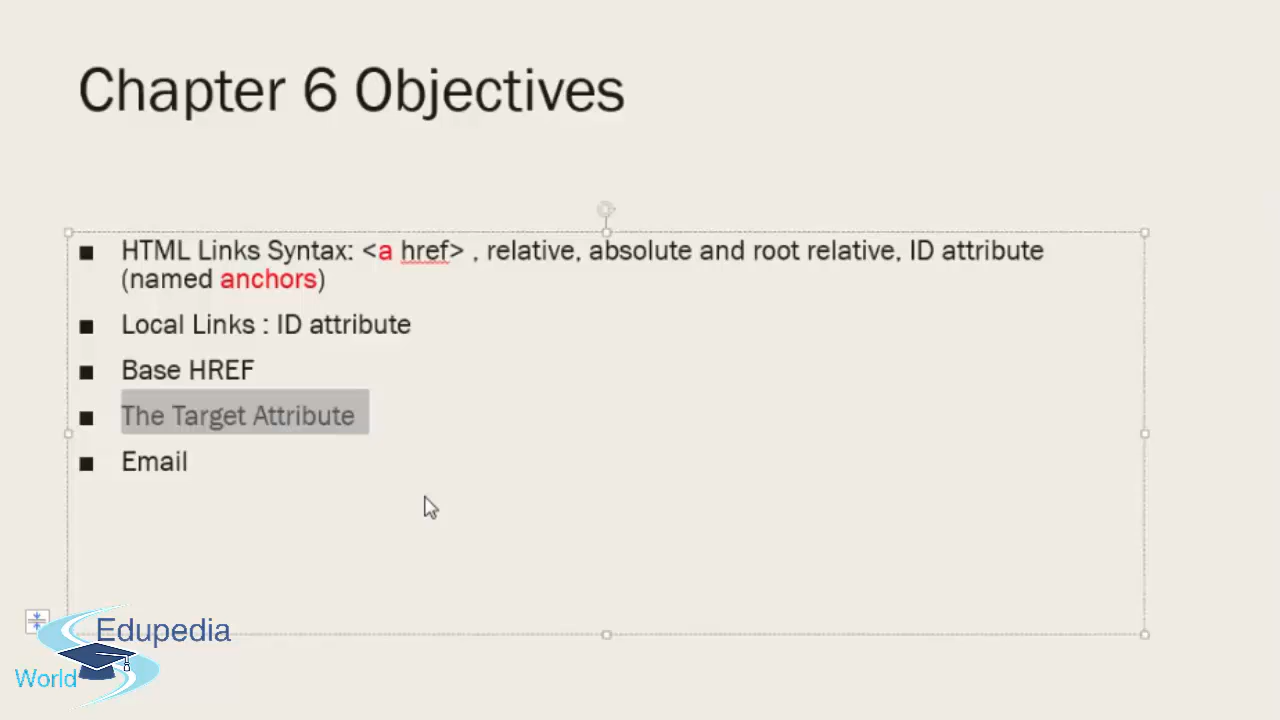 Chapter 6 Objectives
■ HTML Links Syntax: <a href> , relative, absolute and root relative, ID attribute
(named anchors)
■ Local Links : ID attribute
■ Base HREF
■ The Target Attribute
■ Email
Edupedia
World